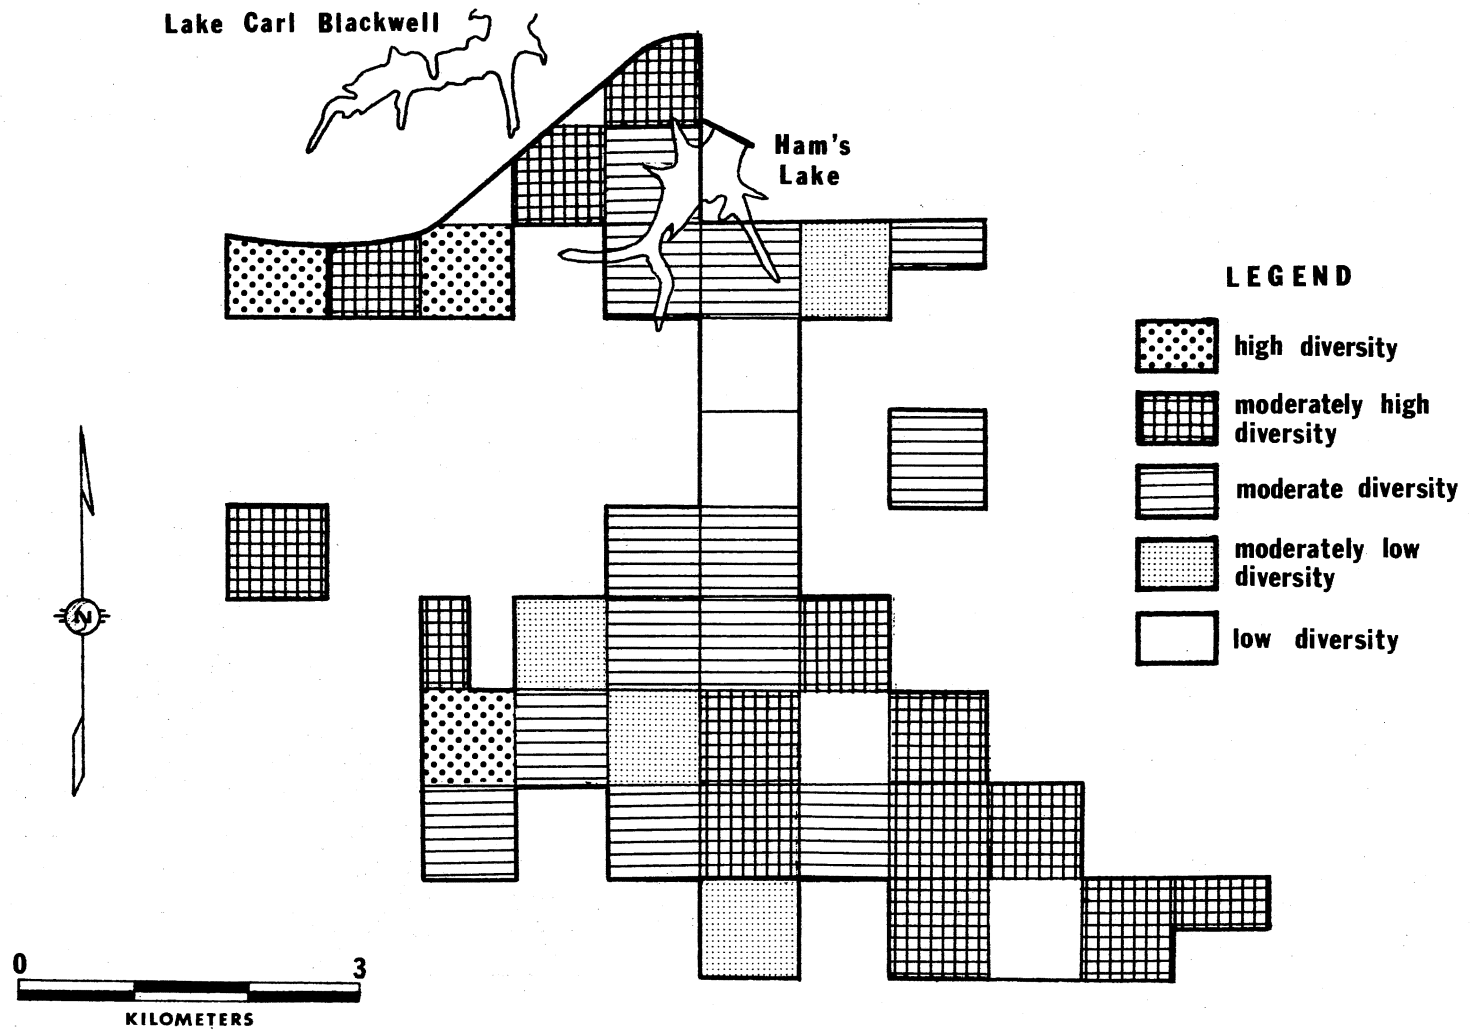 Lake Carl Blackwell
Ham's
Lake
LEGEND
high diversity
moderately high
diversity
moderate diversity
moderately low
diversity
low diversity
N
0 3
KILOMETERS